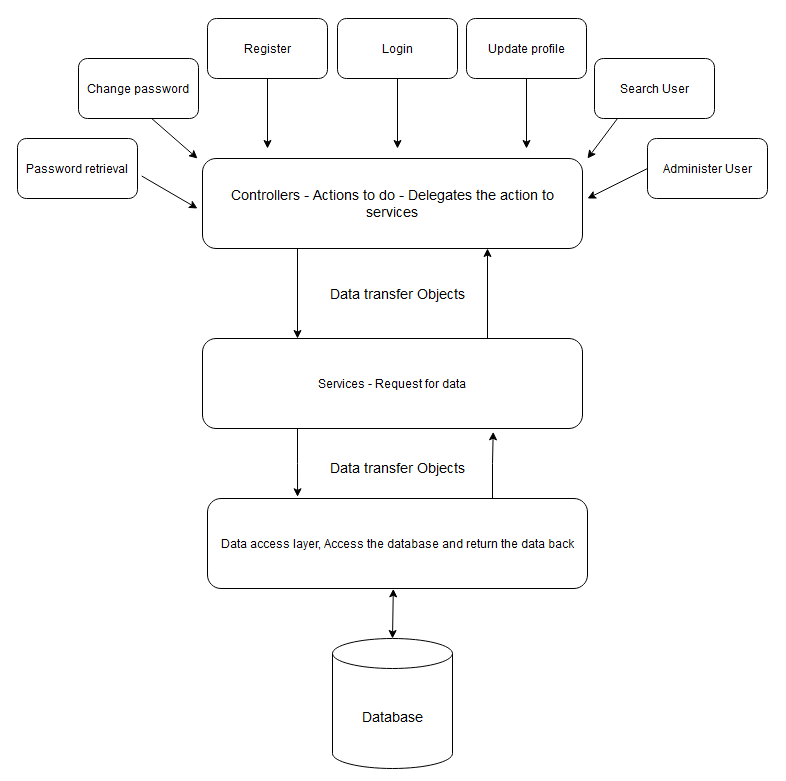 Register
Login
Update profile
Change password
Search User
Password retrieval
Administer User
Controllers - Actions to do - Delegates the action to
services
Data transfer Objects
Services - Request for data
Data transfer Objects
Data access layer, Access the database and return the data back
Database